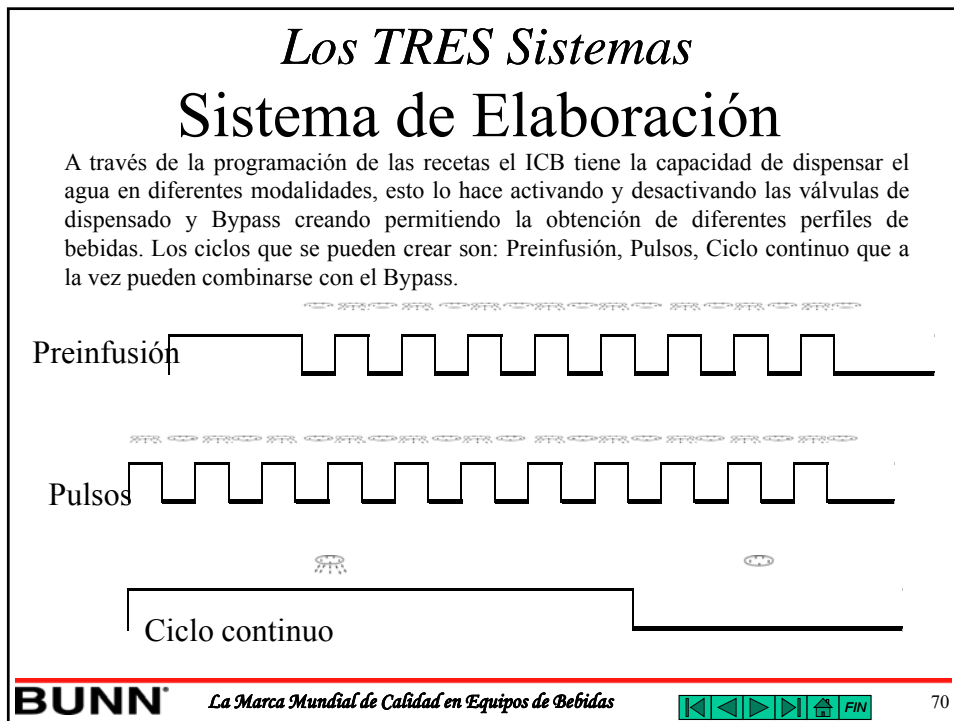 Los TRES Sistemas
Sistema de Elaboración
A través de la programación de las recetas el ICB tiene la capacidad de dispensar el
agua en diferentes modalidades, esto lo hace activando y desactivando las válvulas de
dispensado y Bypass creando permitiendo la obtención de diferentes perfiles de
bebidas. Los ciclos que se pueden crear son: Preinfusión, Pulsos, Ciclo continuo que a
la vez pueden combinarse con el Bypass.
Preinfusión
Pulsos
Ciclo continuo
BUNN® La Marca Mundial de Calidad en Equipos de Bebidas FIN 70